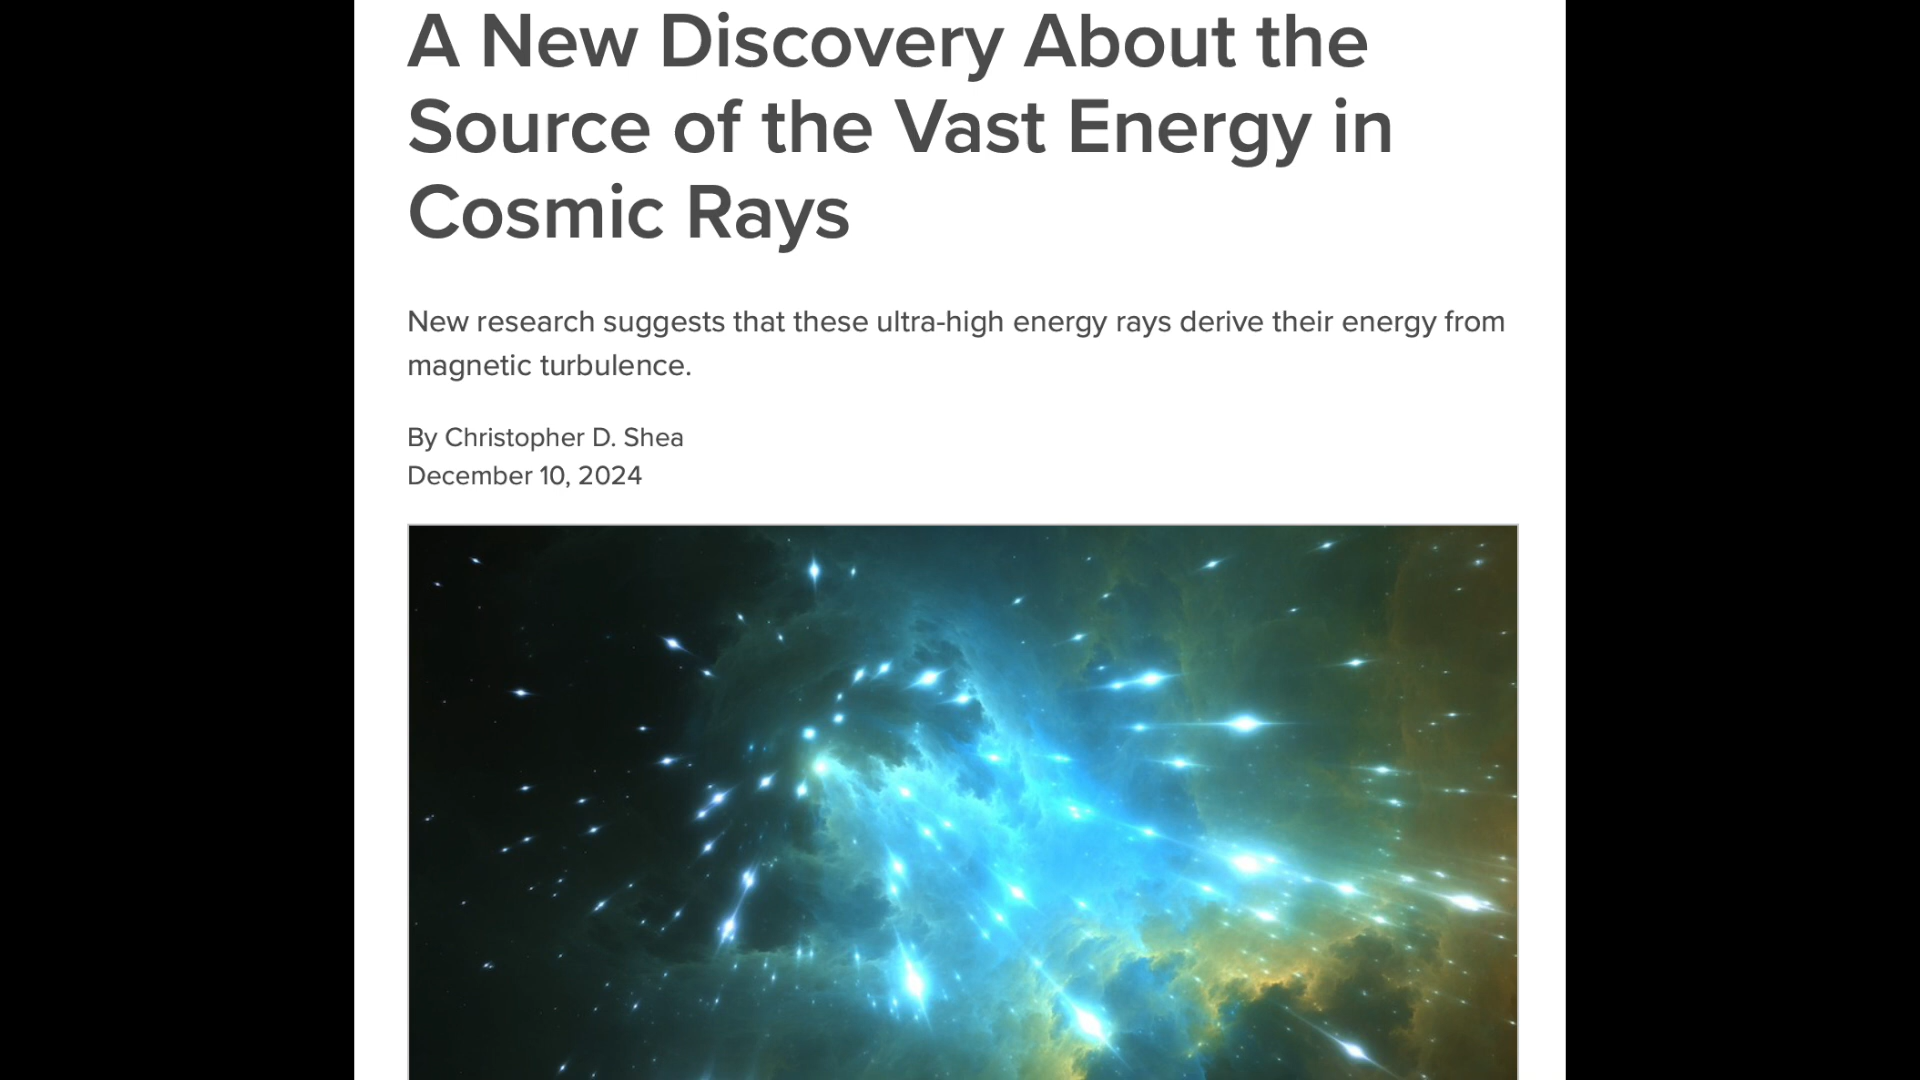 A New Discovery About the
Source of the Vast Energy in
Cosmic Rays
New research suggests that these ultra-high energy rays derive their energy from
magnetic turbulence.
By Christopher D. Shea
December 10, 2024